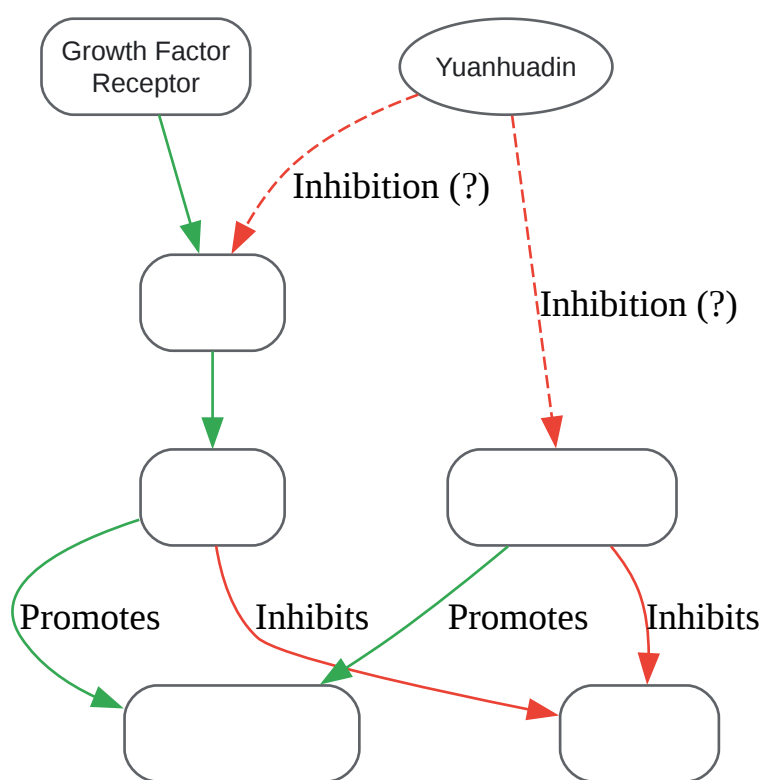 Growth Factor
Receptor
Yuanhuadin
Inhibition (?)
Inhibition (?)
Promotes
Inhibits
Promotes
Inhibits